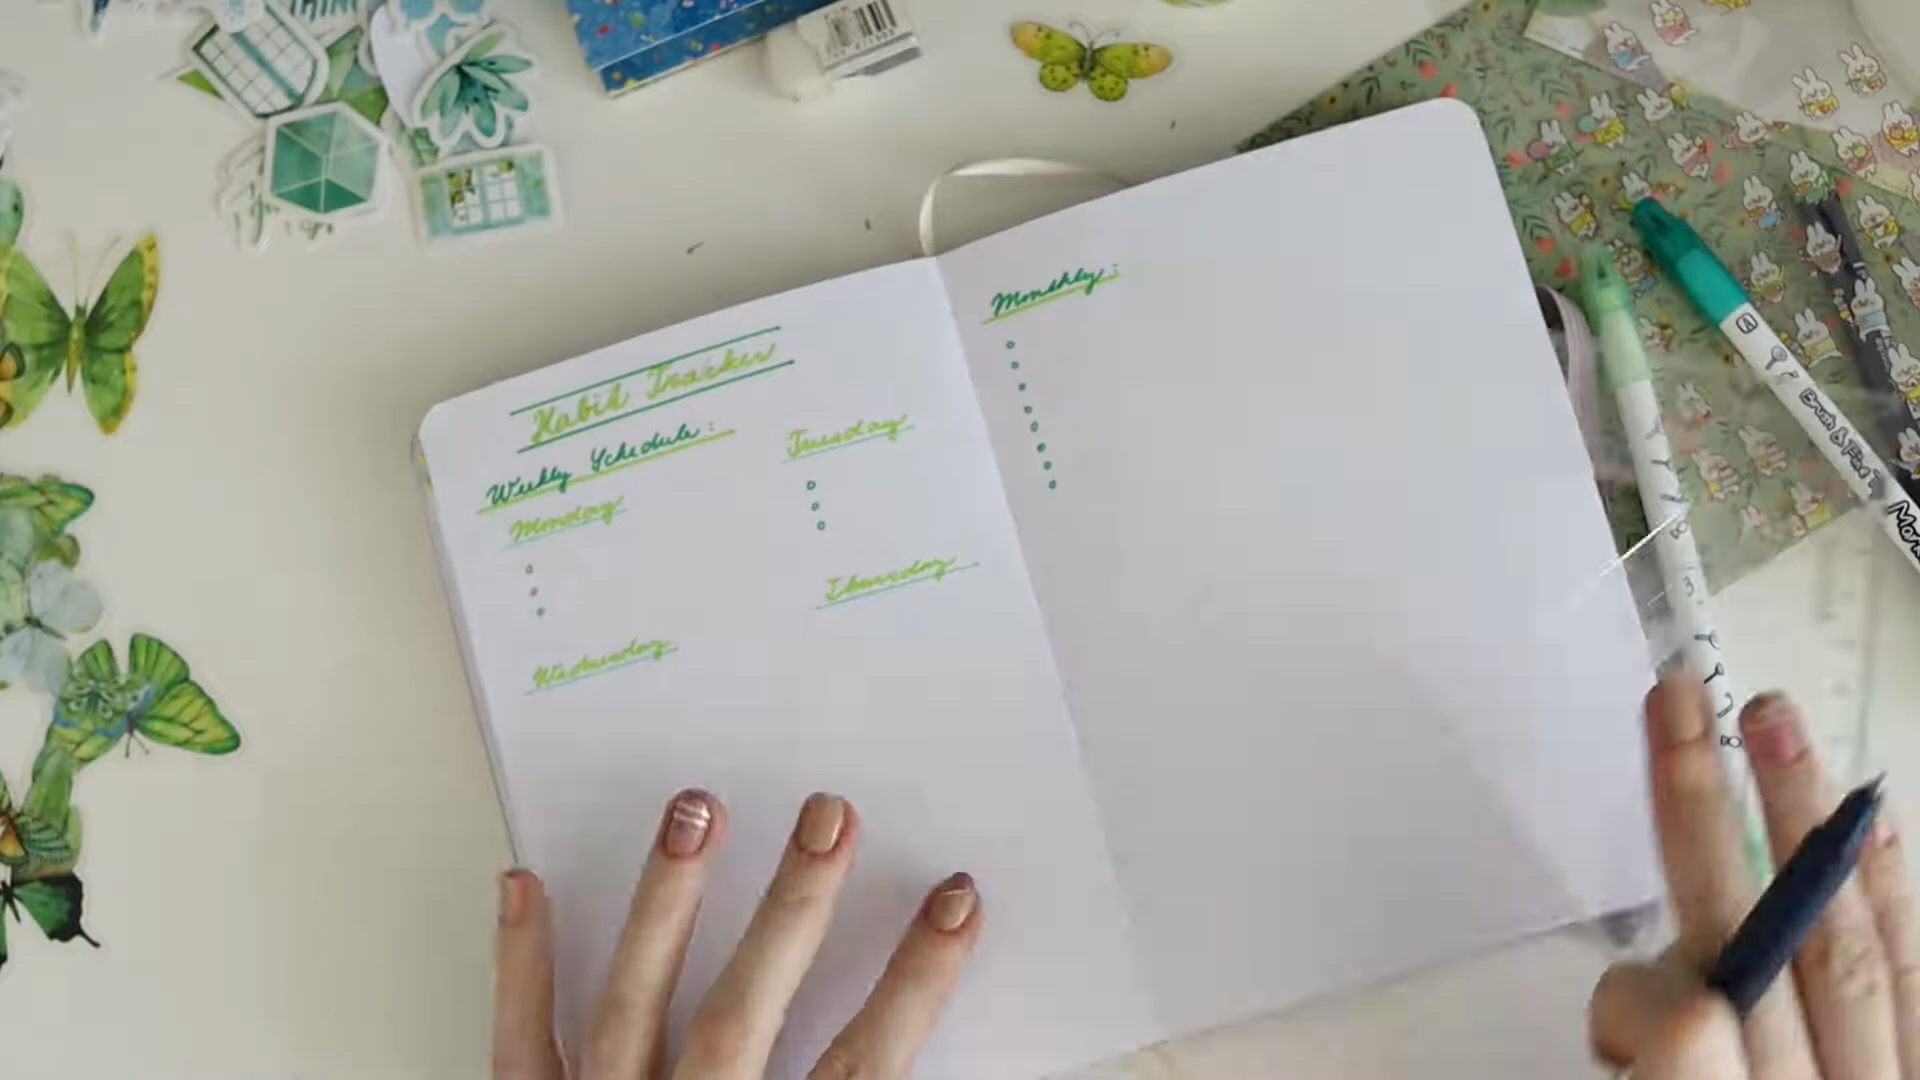 Habit Tracker
Weekly Schedule:
Monday
Tuesday
Wednesday
Thursday
Monthly:
Brush & Fine